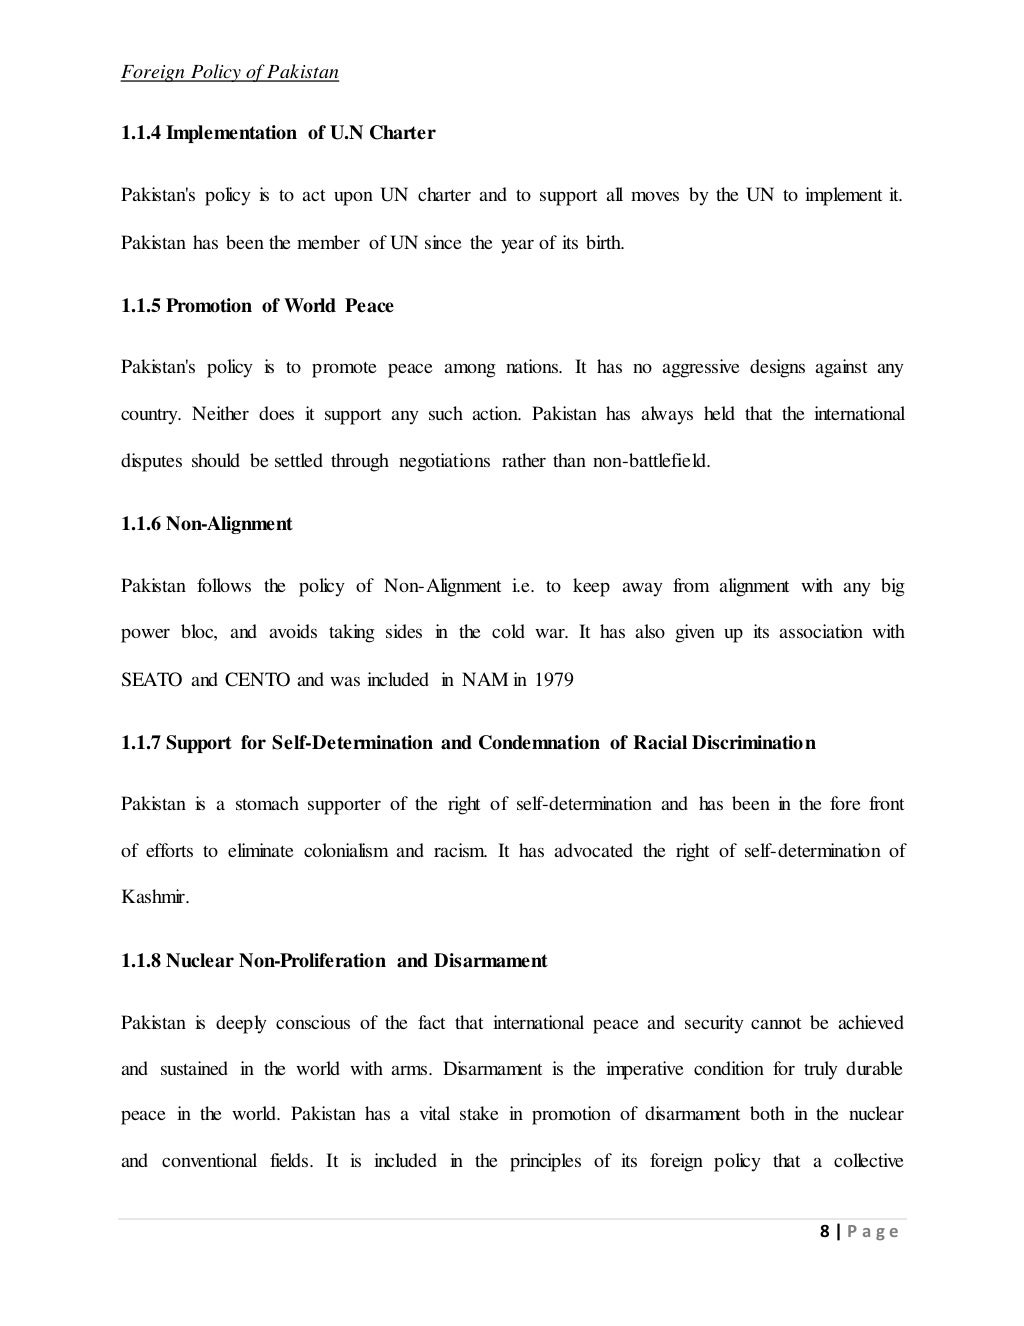 Foreign Policy of Pakistan
1.1.4 Implementation of U.N Charter
Pakistan's policy is to act upon UN charter and to support all moves by the UN to implement it.
Pakistan has been the member of UN since the year of its birth.
1.1.5 Promotion of World Peace
Pakistan's policy is to promote peace among nations. It has no aggressive designs against any
country. Neither does it support any such action. Pakistan has always held that the international
disputes should be settled through negotiations rather than non-battlefield.
1.1.6 Non-Alignment
Pakistan follows the policy of Non-Alignment i.e. to keep away from alignment with any big
power bloc, and avoids taking sides in the cold war. It has also given up its association with
SEATO and CENTO and was included in NAM in 1979
1.1.7 Support for Self-Determination and Condemnation of Racial Discrimination
Pakistan is a stomach supporter of the right of self-determination and has been in the fore front
of efforts to eliminate colonialism and racism. It has advocated the right of self-determination of
Kashmir.
1.1.8 Nuclear Non-Proliferation and Disarmament
Pakistan is deeply conscious of the fact that international peace and security cannot be achieved
and sustained in the world with arms. Disarmament is the imperative condition for truly durable
peace in the world. Pakistan has a vital stake in promotion of disarmament both in the nuclear
and conventional fields. It is included in the principles of its foreign policy that a collective
8 | Page